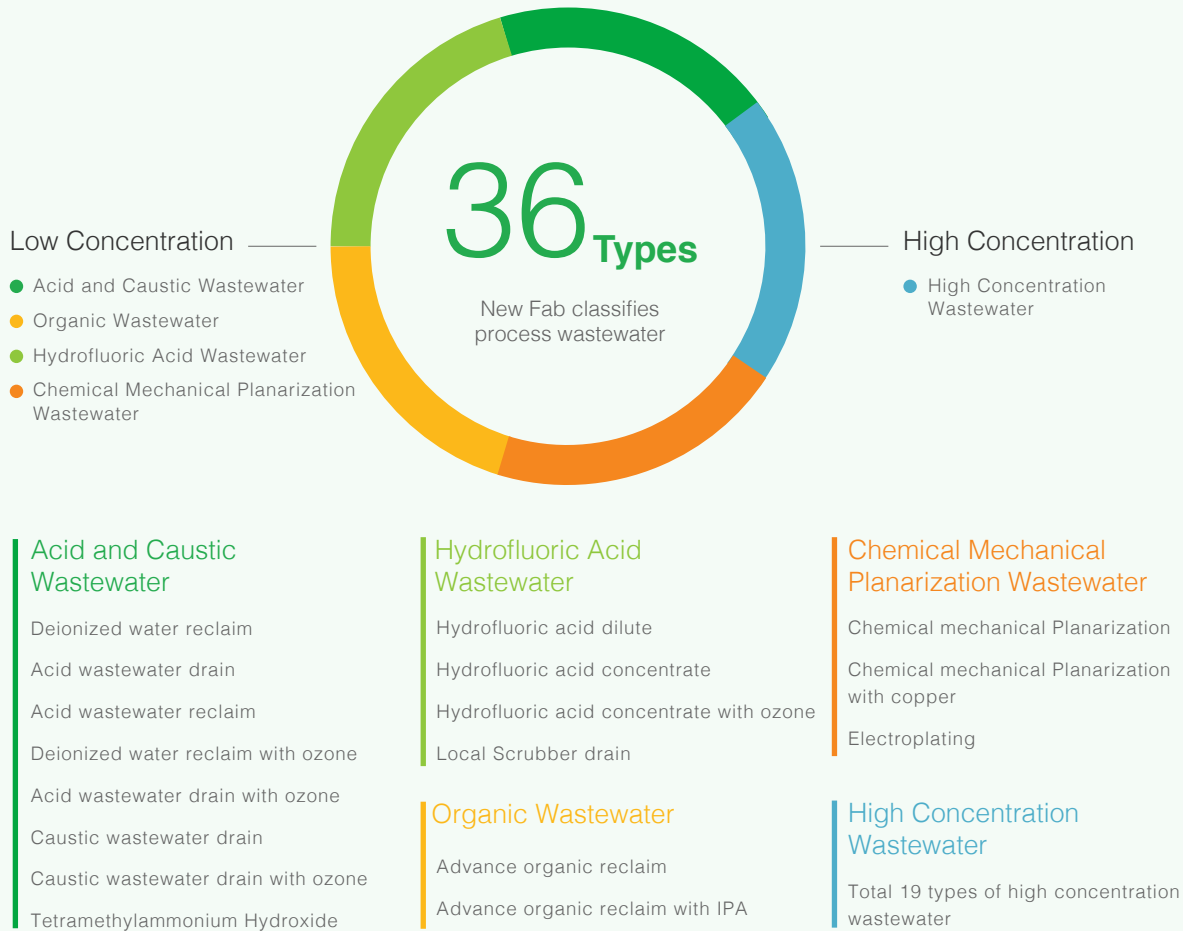 36 Types
New Fab classifies
process wastewater
Low Concentration
Acid and Caustic Wastewater
Organic Wastewater
Hydrofluoric Acid Wastewater
Chemical Mechanical Planarization
Wastewater
High Concentration
High Concentration
Wastewater
Acid and Caustic
Wastewater
Deionized water reclaim
Acid wastewater drain
Acid wastewater reclaim
Deionized water reclaim with ozone
Acid wastewater drain with ozone
Caustic wastewater drain
Caustic wastewater drain with ozone
Tetramethylammonium Hydroxide
Hydrofluoric Acid
Wastewater
Hydrofluoric acid dilute
Hydrofluoric acid concentrate
Hydrofluoric acid concentrate with ozone
Local Scrubber drain
Organic Wastewater
Advance organic reclaim
Advance organic reclaim with IPA
Chemical Mechanical
Planarization Wastewater
Chemical mechanical Planarization
Chemical mechanical Planarization
with copper
Electroplating
High Concentration
Wastewater
Total 19 types of high concentration
wastewater